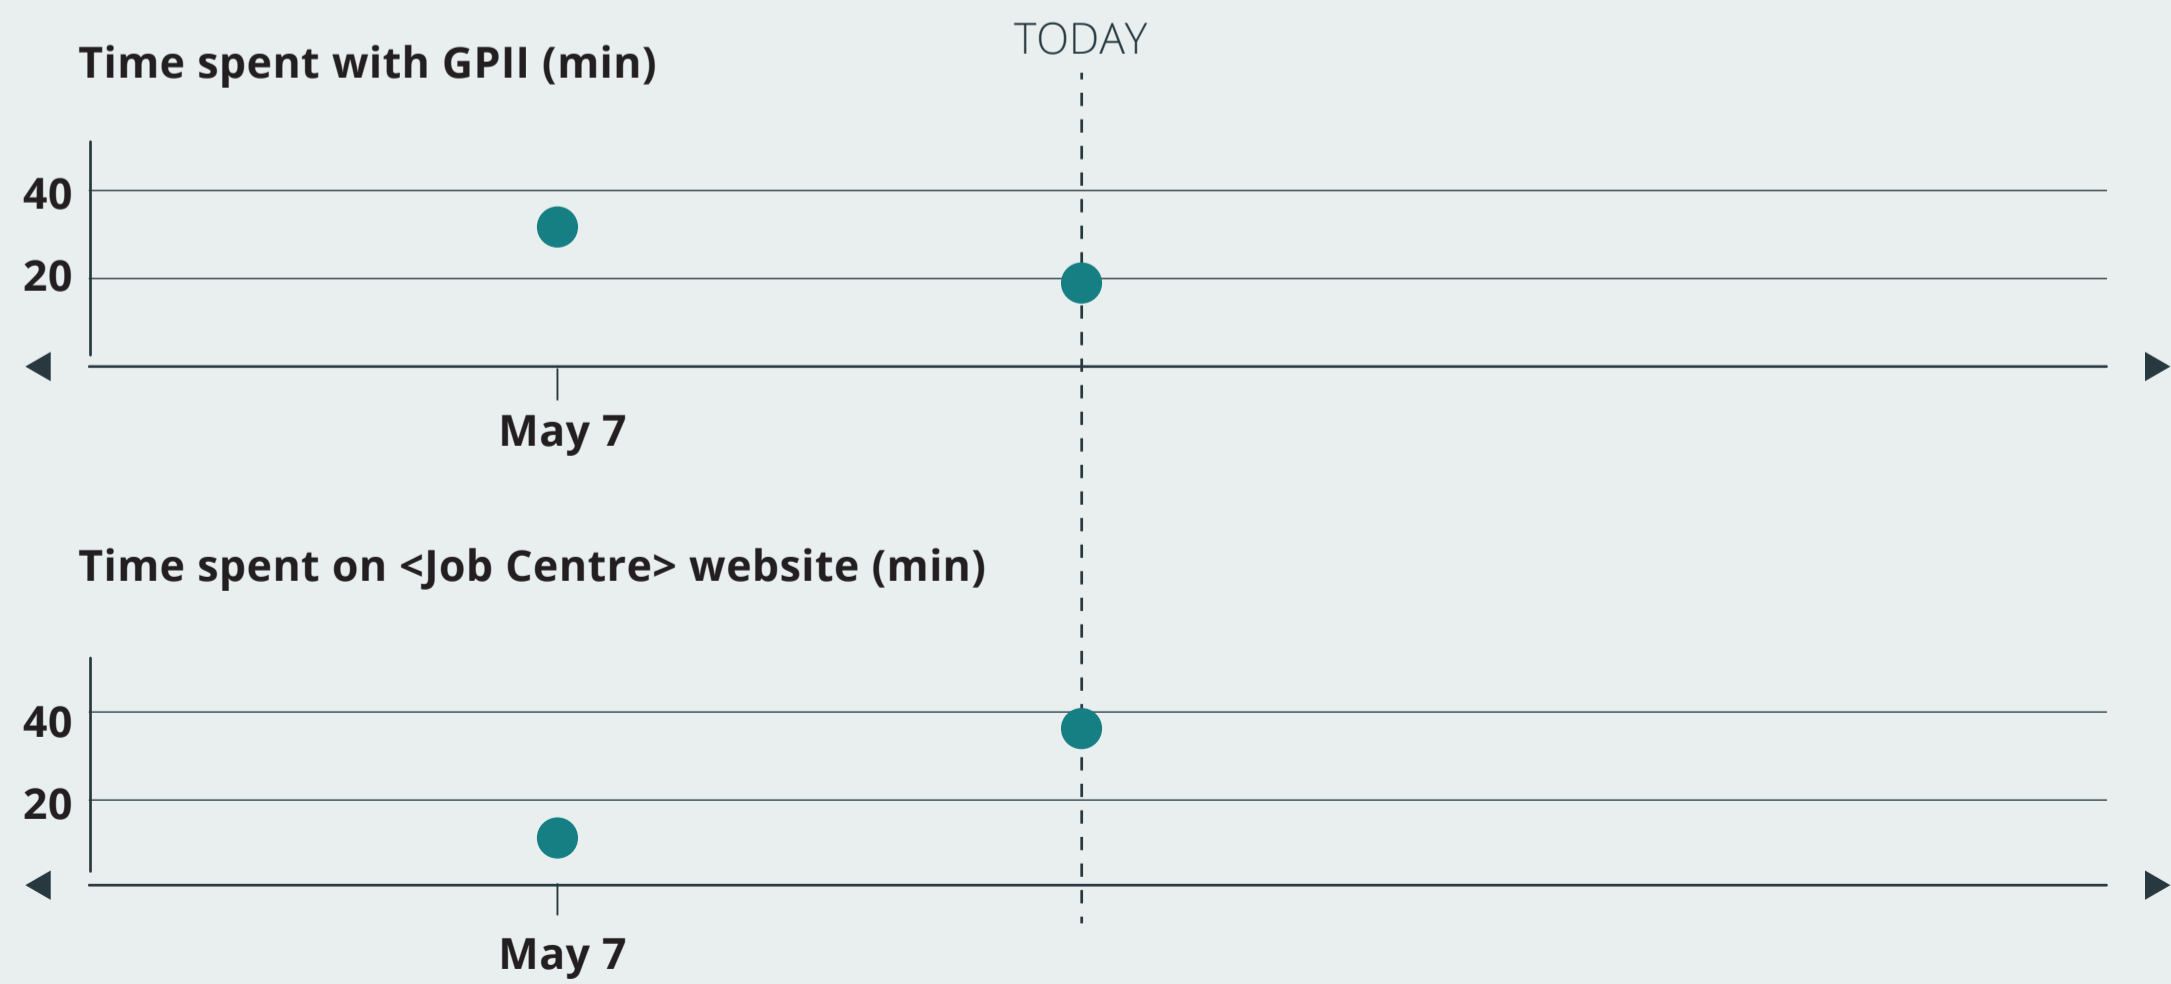 TODAY
Time spent with GPII (min)
40
20
May 7
Time spent on <Job Centre> website (min)
40
20
May 7